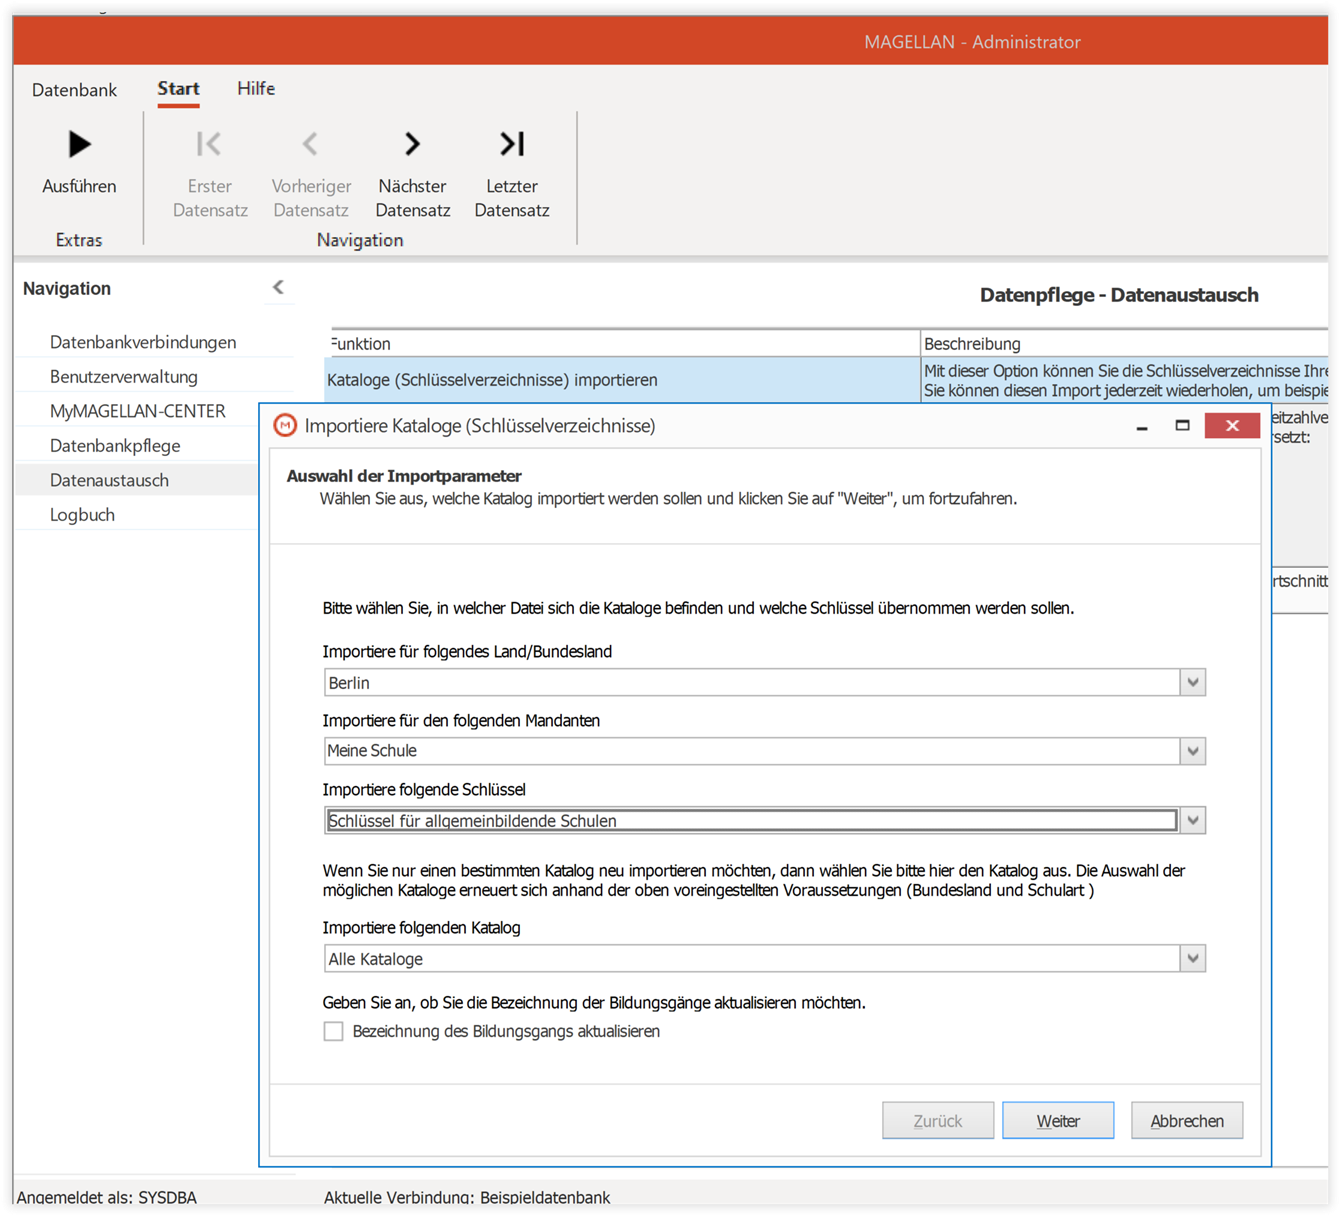 MAGELLAN - Administrator
Datenbank
Start
Hilfe
Ausführen
Erster Datensatz
Vorheriger Datensatz
Nächster Datensatz
Letzter Datensatz
Extras
Navigation
Navigation
Datenbankverbindungen
Benutzerverwaltung
MyMAGELLAN-CENTER
Datenbankpflege
Datenaustausch
Logbuch
Datenpflege - Datenaustausch
Funktion
Beschreibung
Kataloge (Schlüsselverzeichnisse) importieren
Mit dieser Option können Sie die Schlüsselverzeichnisse Ihre
Sie können diesen Import jederzeit wiederholen, um beispie
eitzahlve
rsetzt:
rtschnitt
Importiere Kataloge (Schlüsselverzeichnisse)
Auswahl der Importparameter
Wählen Sie aus, welche Katalog importiert werden sollen und klicken Sie auf "Weiter", um fortzufahren.
Bitte wählen Sie, in welcher Datei sich die Kataloge befinden und welche Schlüssel übernommen werden sollen.
Importiere für folgendes Land/Bundesland
Berlin
Importiere für den folgenden Mandanten
Meine Schule
Importiere folgende Schlüssel
Schlüssel für allgemeinbildende Schulen
Wenn Sie nur einen bestimmten Katalog neu importieren möchten, dann wählen Sie bitte hier den Katalog aus. Die Auswahl der
möglichen Kataloge erneuert sich anhand der oben voreingestellten Voraussetzungen (Bundesland und Schulart )
Importiere folgenden Katalog
Alle Kataloge
Geben Sie an, ob Sie die Bezeichnung der Bildungsgänge aktualisieren möchten.
Bezeichnung des Bildungsgangs aktualisieren
Zurück
Weiter
Abbrechen
Angemeldet als: SYSDBA
Aktuelle Verbindung: Beispieldatenbank